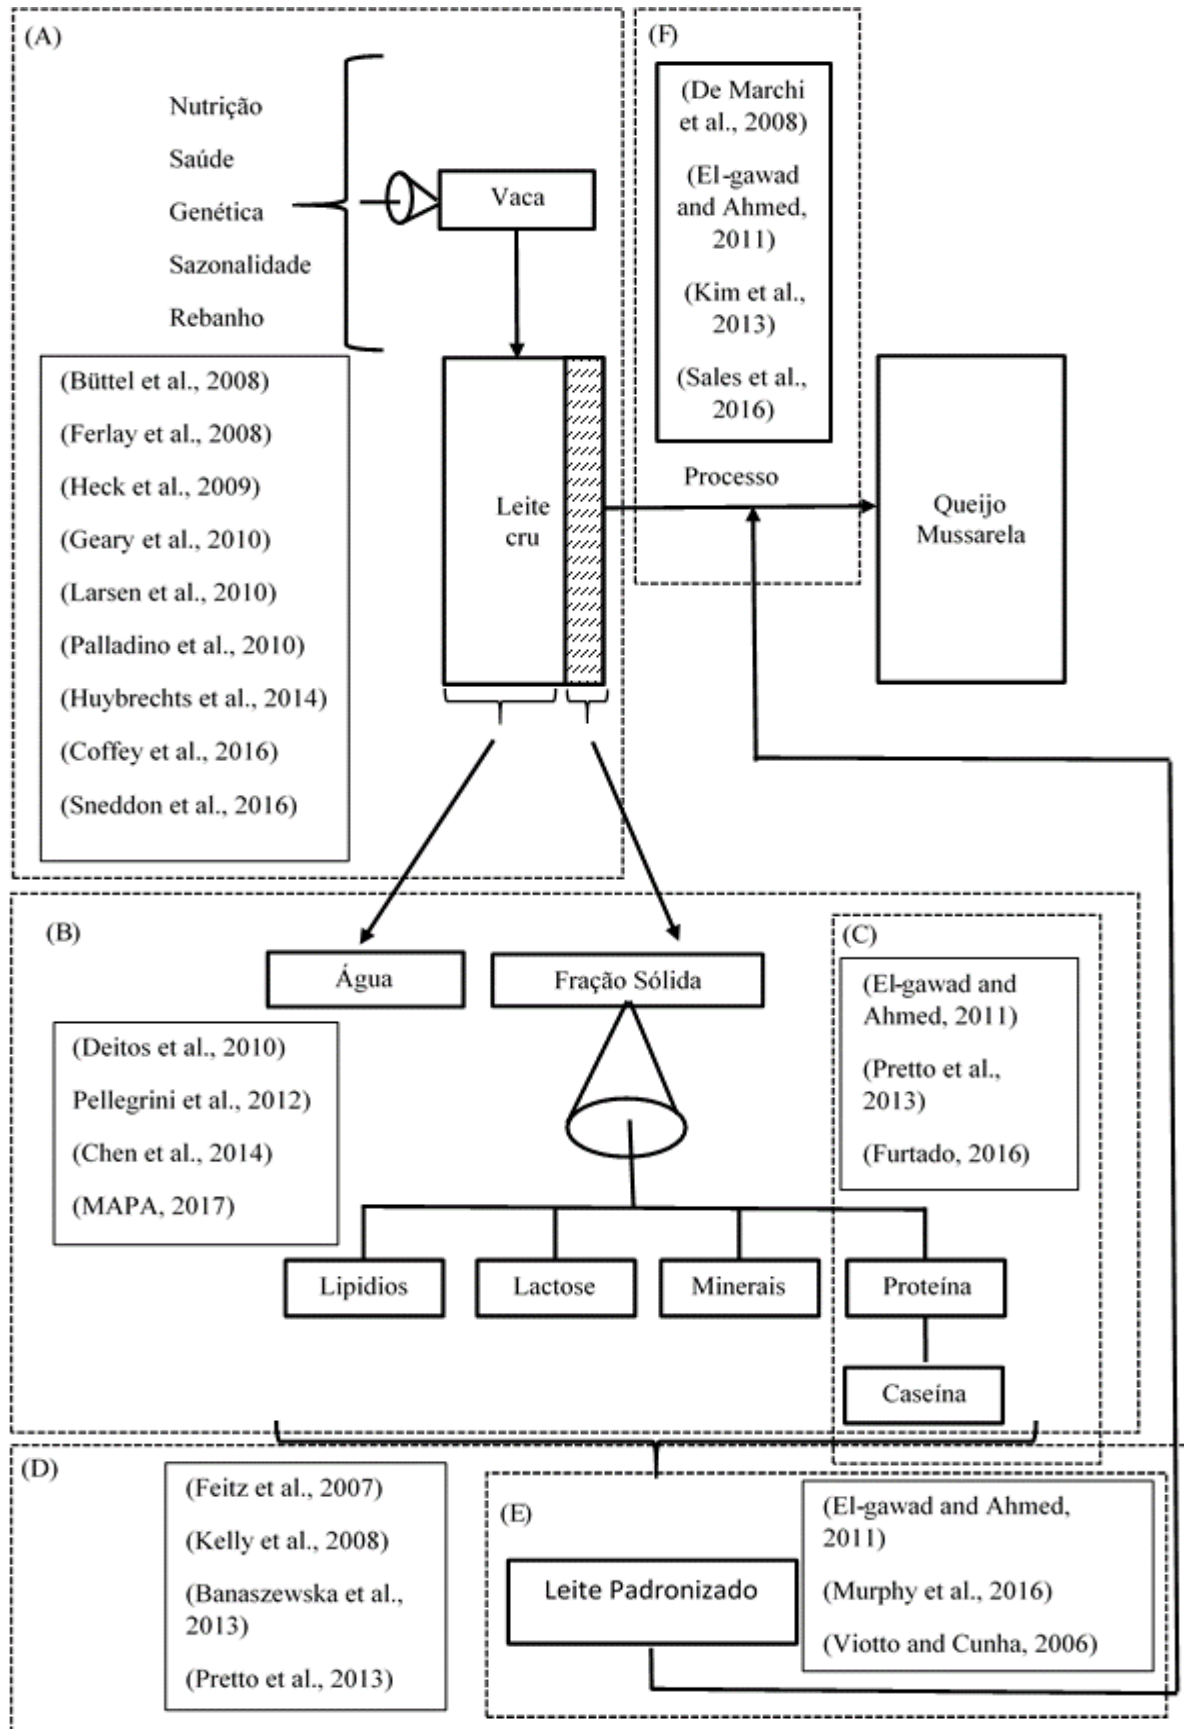 (A)
Nutrição
Saúde
Genética
Sazonalidade
Rebanho
Vaca
(Büttel et al., 2008)
(Ferlay et al., 2008)
(Heck et al., 2009)
(Geary et al., 2010)
(Larsen et al., 2010)
(Palladino et al., 2010)
(Huybrechts et al., 2014)
(Coffey et al., 2016)
(Sneddon et al., 2016)
Leite
cru
(F)
(De Marchi
et al., 2008)
(El-gawad
and Ahmed,
2011)
(Kim et al.,
2013)
(Sales et al.,
2016)
Processo
Queijo
Mussarela
(B)
Água
Fração Sólida
(Deitos et al., 2010)
Pellegrini et al., 2012)
(Chen et al., 2014)
(MAPA, 2017)
(C)
(El-gawad and
Ahmed, 2011)
(Pretto et al.,
2013)
(Furtado, 2016)
Lipidios
Lactose
Minerais
Proteína
Caseína
(D)
(Feitz et al., 2007)
(Kelly et al., 2008)
(Banaszewska et al.,
2013)
(Pretto et al., 2013)
(E)
Leite Padronizado
(El-gawad and Ahmed,
2011)
(Murphy et al., 2016)
(Viotto and Cunha, 2006)